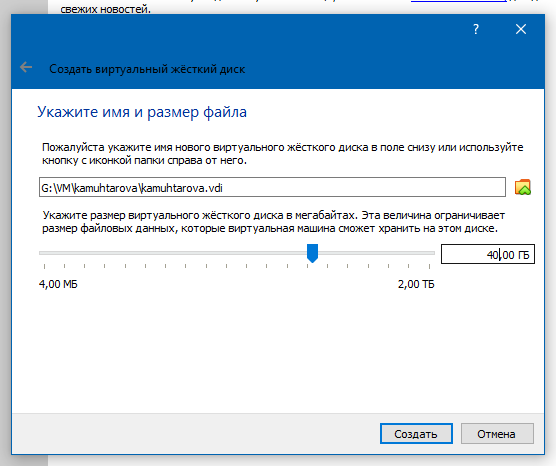 свежих новостей.
?
Создать виртуальный жёсткий диск
Укажите имя и размер файла
Пожалуйста укажите имя нового виртуального жёсткого диска в поле снизу или используйте
кнопку с иконкой папки справа от него.
G:\VM\kamuhtarova\kamuhtarova.vdi
Укажите размер виртуального жёсткого диска в мегабайтах. Эта величина ограничивает
размер файловых данных, которые виртуальная машина сможет хранить на этом диске.
40,00 ГБ
4,00 МБ 2,00 ТБ
Создать Отмена